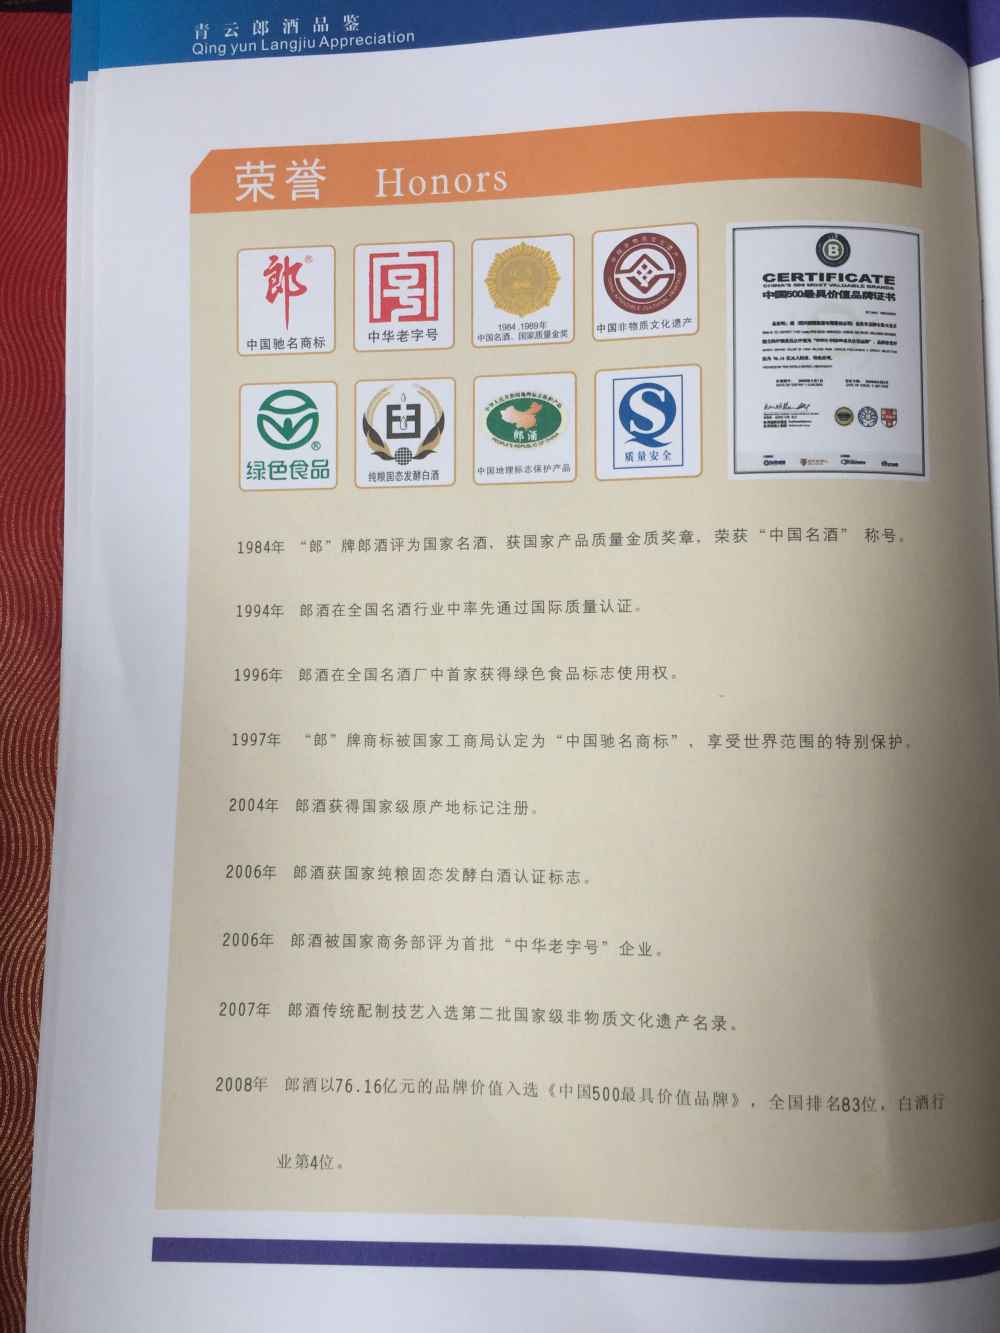 青云郎酒品鉴
Qing yun Langjiu Appreciation
荣誉 Honors
郎®
中国驰名商标
中华老字号
1984.1989年
中国名酒、国家质量金奖
中国非物质文化遗产
CERTIFICATE
CHINA'S 500 MOST VALUABLE BRANDS
中国500最具价值品牌证书
绿色食品
®
纯粮固态发酵白酒
PEOPLE'S REPUBLIC OF CHINA
中国地理标志保护产品
质量安全
1984年 “郎”牌郎酒评为国家名酒，获国家产品质量金质奖章，荣获“中国名酒” 称号。
1994年 郎酒在全国名酒行业中率先通过国际质量认证。
1996年 郎酒在全国名酒厂中首家获得绿色食品标志使用权。
1997年 “郎”牌商标被国家工商局认定为“中国驰名商标”，享受世界范围的特别保护。
2004年 郎酒获得国家级原产地标记注册。
2006年 郎酒获国家纯粮固态发酵白酒认证标志。
2006年 郎酒被国家商务部评为首批“中华老字号”企业。
2007年 郎酒传统配制技艺入选第二批国家级非物质文化遗产名录。
2008年 郎酒以76.16亿元的品牌价值入选《中国500最具价值品牌》，全国排名83位，白酒行
业第4位。